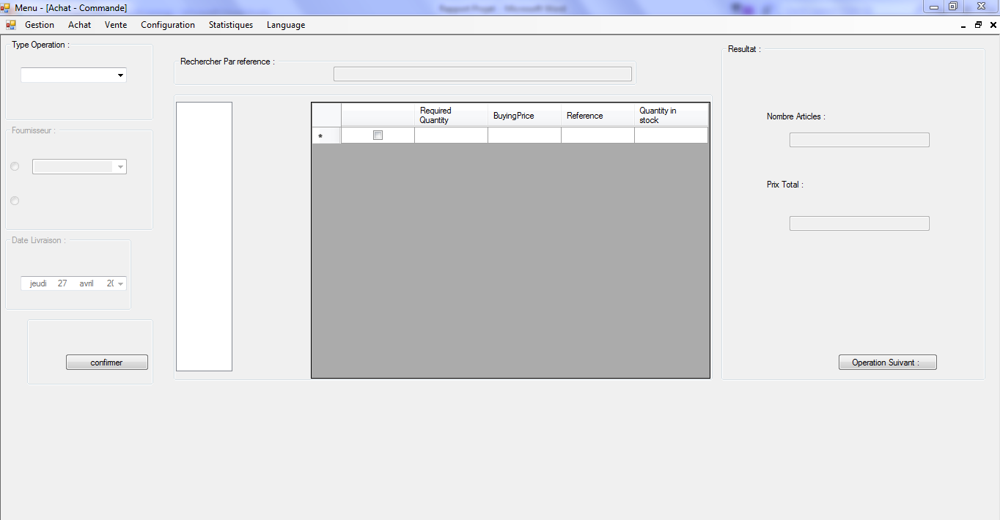 Menu - [Achat - Commande]
Rapport Projet - Microsoft Word
Gestion Achat Vente Configuration Statistiques Language
Type Operation :
Rechercher Par reference :
Resultat :
Required Quantity
BuyingPrice
Reference
Quantity in stock
*
Nombre Articles :
Fournisseur :
Prix Total :
Date Livraison :
jeudi 27 avril
confirmer
Operation Suivant :